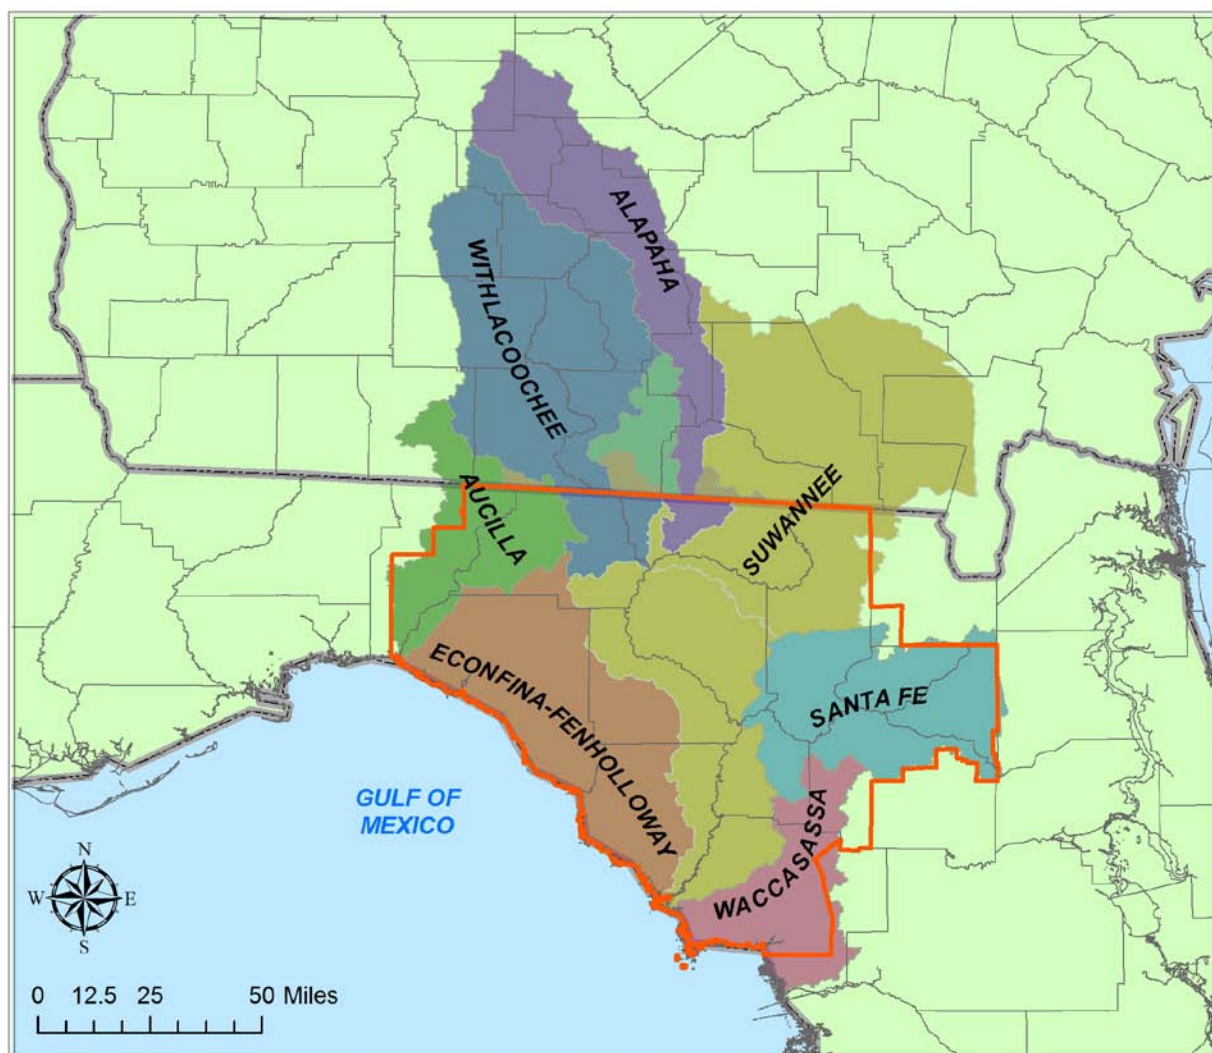 ALAPAHA
WITHLACOOCHEE
AUCILLA
SUWANNEE
ECONFINA-FENHOLLOWAY
SANTA FE
WACCASASSA
GULF OF
MEXICO
N
W E
S
0 12.5 25 50 Miles